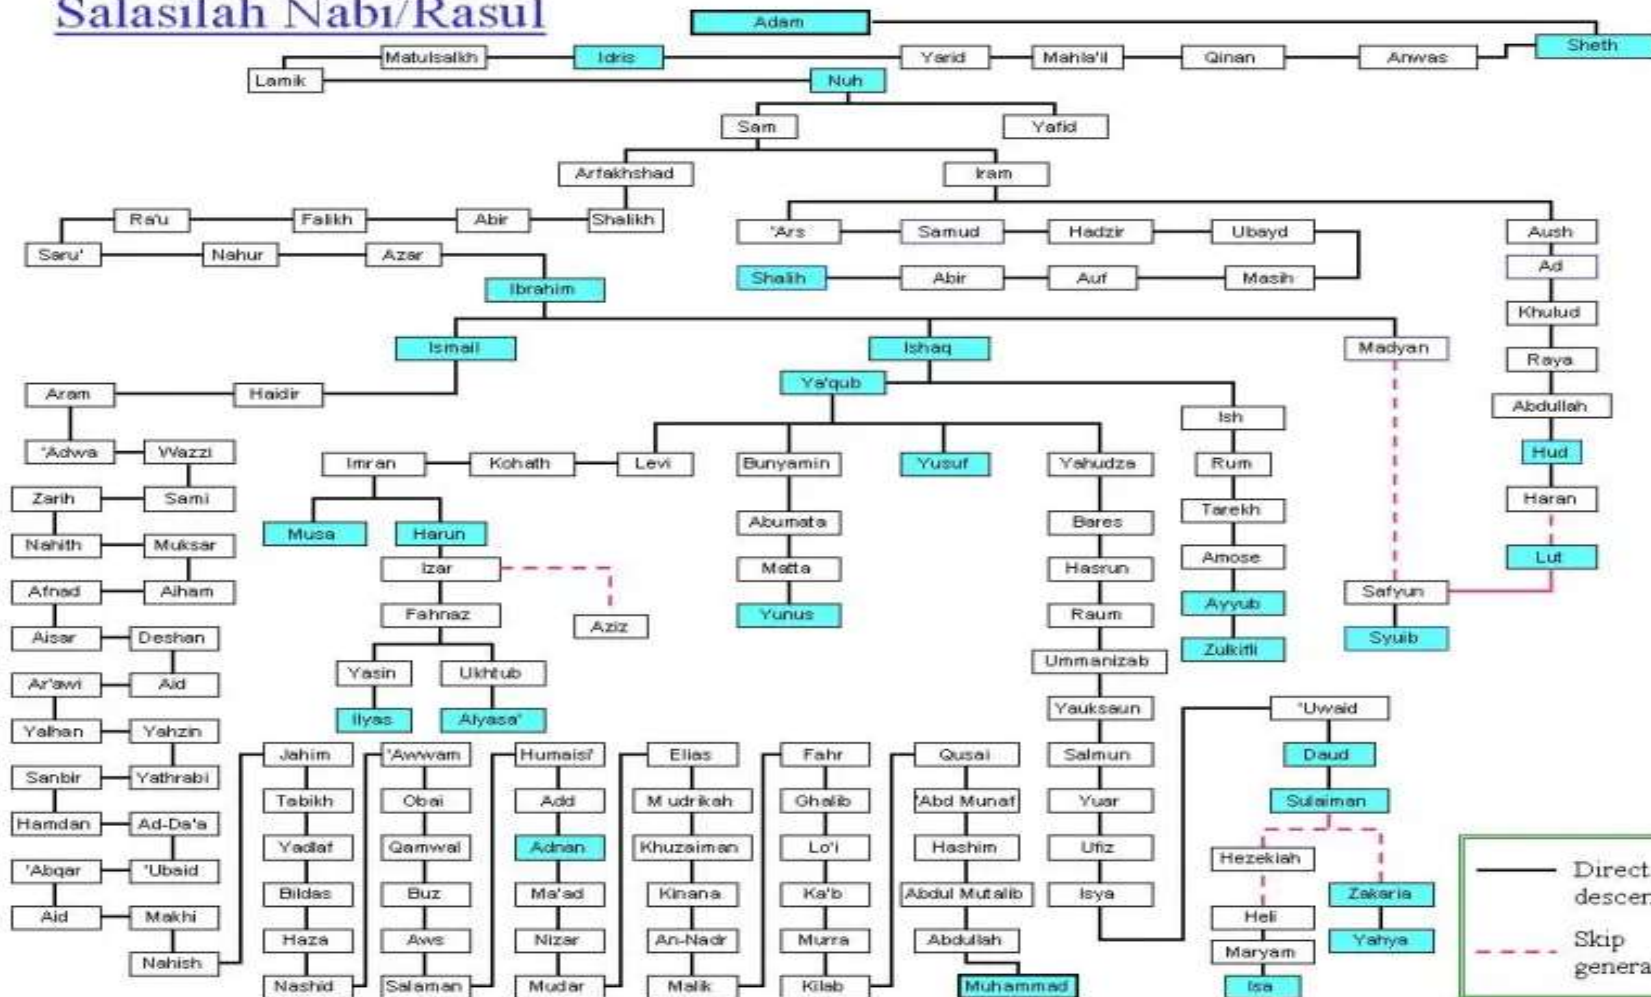 Salasilah Nabi/Rasul
Adam
Sheth
Matulsalkh
Idris
Yarid
Mahla'il
Qinan
Anwas
Lamik
Nuh
Sam
Yafid
Arfakhshad
Iram
Ra'u
Falikh
Abir
Shalikh
'Ars
Samud
Hadzir
Ubayd
Aush
Saru'
Nahur
Azar
Shalih
Abir
Auf
Masih
Ad
Ibrahim
Khulud
Ismail
Ishaq
Madyan
Raya
Aram
Haidir
Ya'qub
Ish
Abdullah
'Adwa
Wazzi
Imran
Kohath
Levi
Bunyamin
Yusuf
Yahudza
Rum
Hud
Zarih
Sami
Haran
Musa
Harun
Abumata
Bares
Tarekh
Nahith
Muksar
Izar
Matta
Hasrun
Amose
Lut
Afnad
Aiham
Fahnaz
Aziz
Yunus
Raum
Ayyub
Safyun
Aisar
Deshan
Zulkifli
Syuib
Ar'awi
Aid
Yasin
Ukhtub
Ummanizab
Yalhan
Yahzin
Ilyas
Alyasa'
Yauksaun
'Uwaid
Sanbir
Yathrabi
Jahim
'Awwam
Humaisi'
Elias
Fahr
Qusai
Salmun
Daud
Hamdan
Ad-Da'a
Tabikh
Obai
Add
Mudrikah
Ghalib
'Abd Munaf
Yuar
Sulaiman
'Abqar
'Ubaid
Yadlaf
Qamwal
Adnan
Khuzaiman
Lo'i
Hashim
Ufiz
Hezekiah
Aid
Makhi
Bildas
Buz
Ma'ad
Kinana
Ka'b
Abdul Mutalib
Isya
Zakaria
Heli
Nahish
Haza
Aws
Nizar
An-Nadr
Murra
Abdullah
Maryam
Yahya
Nashid
Salaman
Mudar
Malik
Kilab
Muhammad
Isa
Direct
Skip